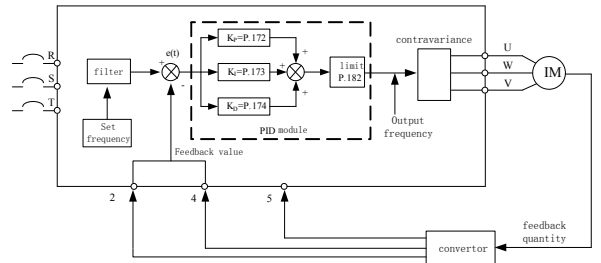 contravariance
R
S
T
filter
Set
frequency
e(t)
+
-
K_P=P.172
K_I=P.173
K_D=P.174
+
+
+
limit
P.182
PID module
Output
frequency
U
W
V
IM
Feedback value
2
4
5
feedback
quantity
convertor